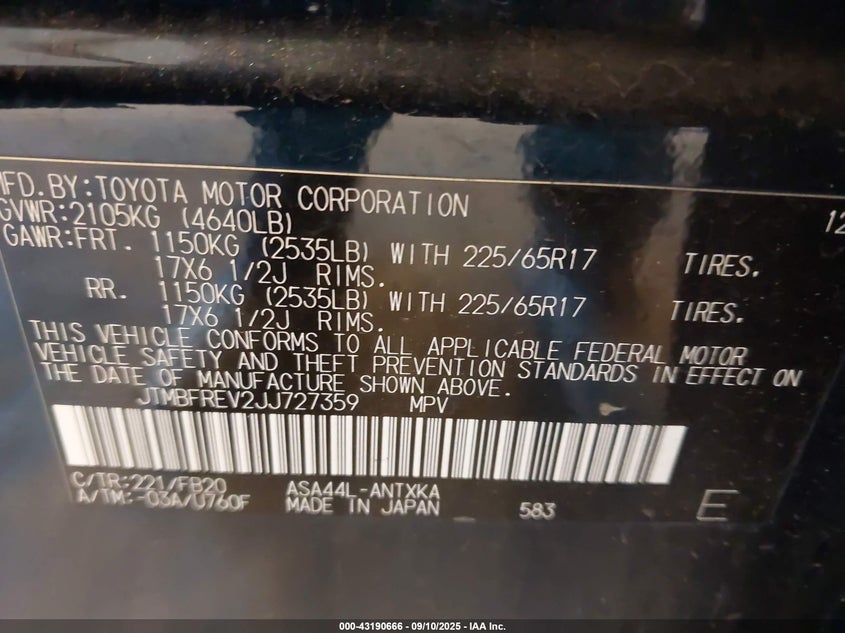 MFD.BY:TOYOTA MOTOR CORPORATION
12
GVWR:2105KG (4640LB)
GAWR:FRT. 1150KG (2535LB) WITH 225/65R17 TIRES.
17X6 1/2J RIMS.
RR. 1150KG (2535LB) WITH 225/65R17 TIRES.
17X6 1/2J RIMS.
THIS VEHICLE CONFORMS TO ALL APPLICABLE FEDERAL MOTOR
VEHICLE SAFETY AND THEFT PREVENTION STANDARDS IN EFFECT ON
THE DATE OF MANUFACTURE SHOWN ABOVE.
JTMBFREV2JJ727359 MPV
C/TR:221/FB20 ASA44L-ANTXKA
A/TM:-03A/U760F MADE IN JAPAN 583 E
000-43190666 - 09/10/2025 - IAA Inc.